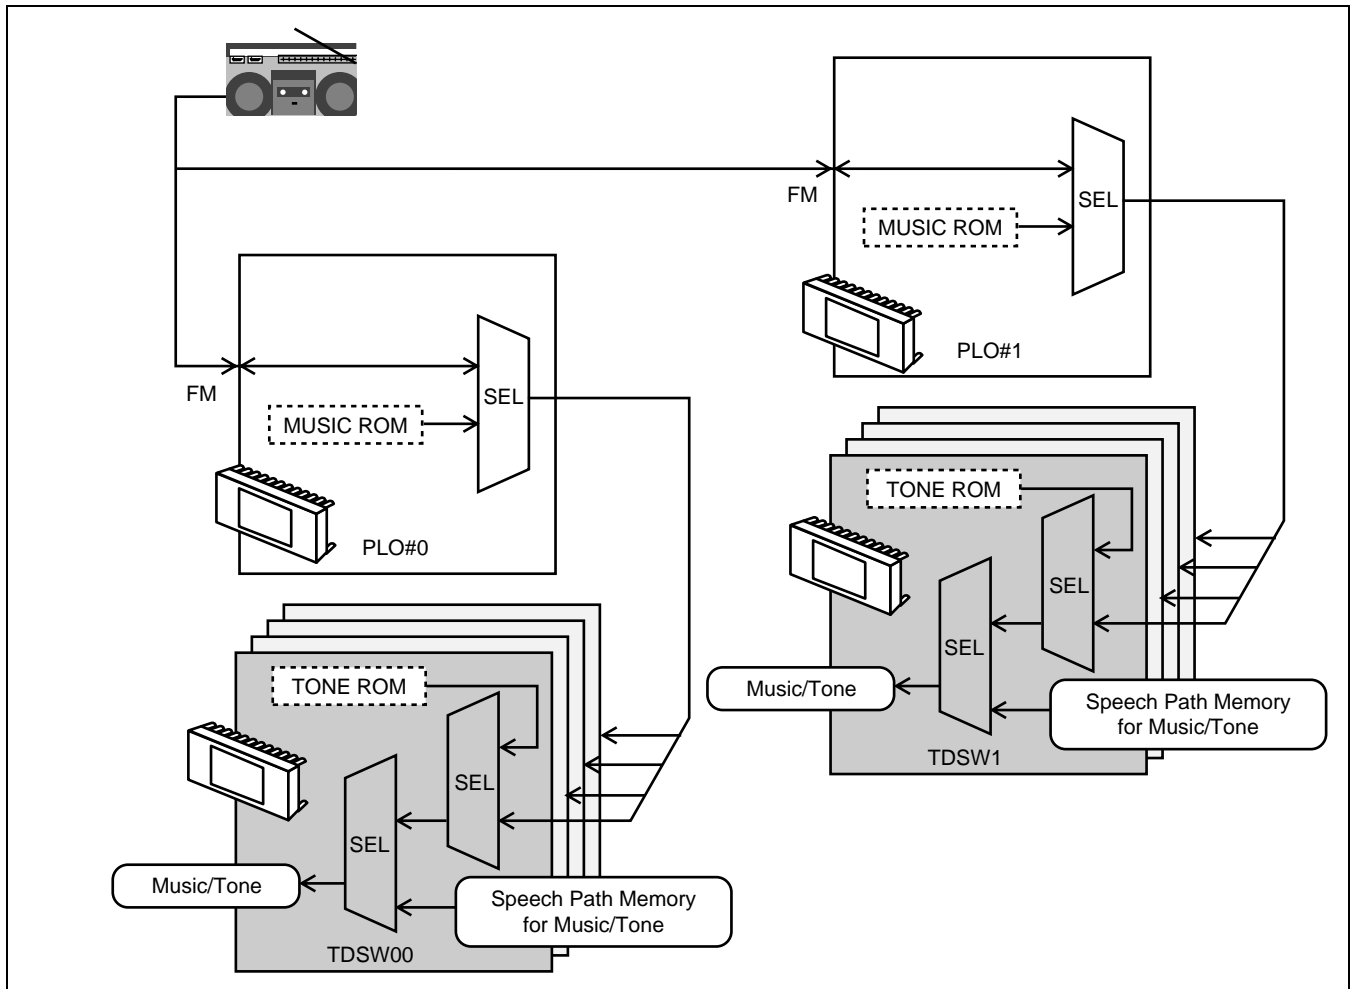 SEL
FM
MUSIC ROM
PLO#1
SEL
FM
MUSIC ROM
PLO#0
TONE ROM
SEL
SEL
Music/Tone
Speech Path Memory
for Music/Tone
TDSW1
TONE ROM
SEL
SEL
Music/Tone
Speech Path Memory
for Music/Tone
TDSW00